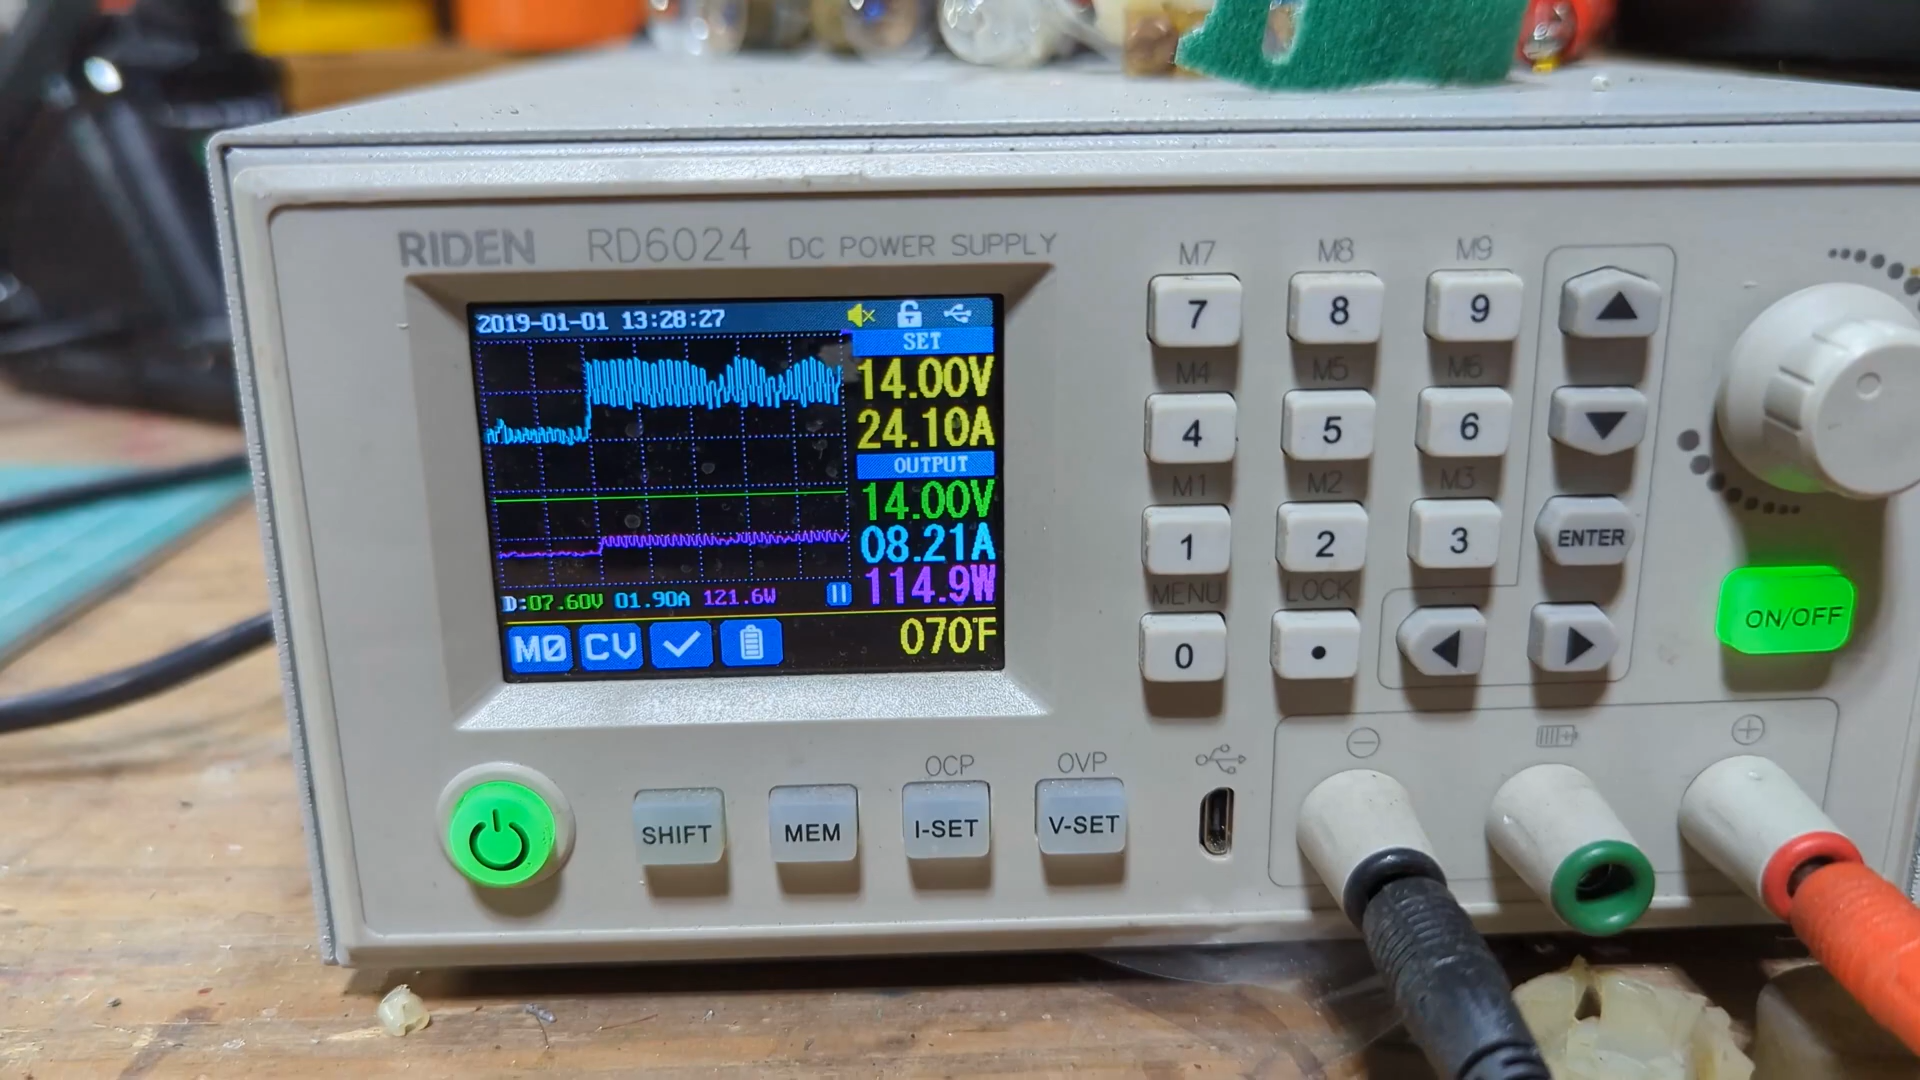 RIDEN RD6024 DC POWER SUPPLY
2019-01-01 13:28:27
SET
14.00V
24.10A
OUTPUT
14.00V
08.21A
114.9W
D:07.60V 01.90A 121.6W
M0 CV
070°F
M7 M8 M9
7 8 9
M4 M5 M6
4 5 6
M1 M2 M3
1 2 3
ENTER
MENU LOCK
0 •
ON/OFF
OCP OVP
SHIFT MEM I-SET V-SET